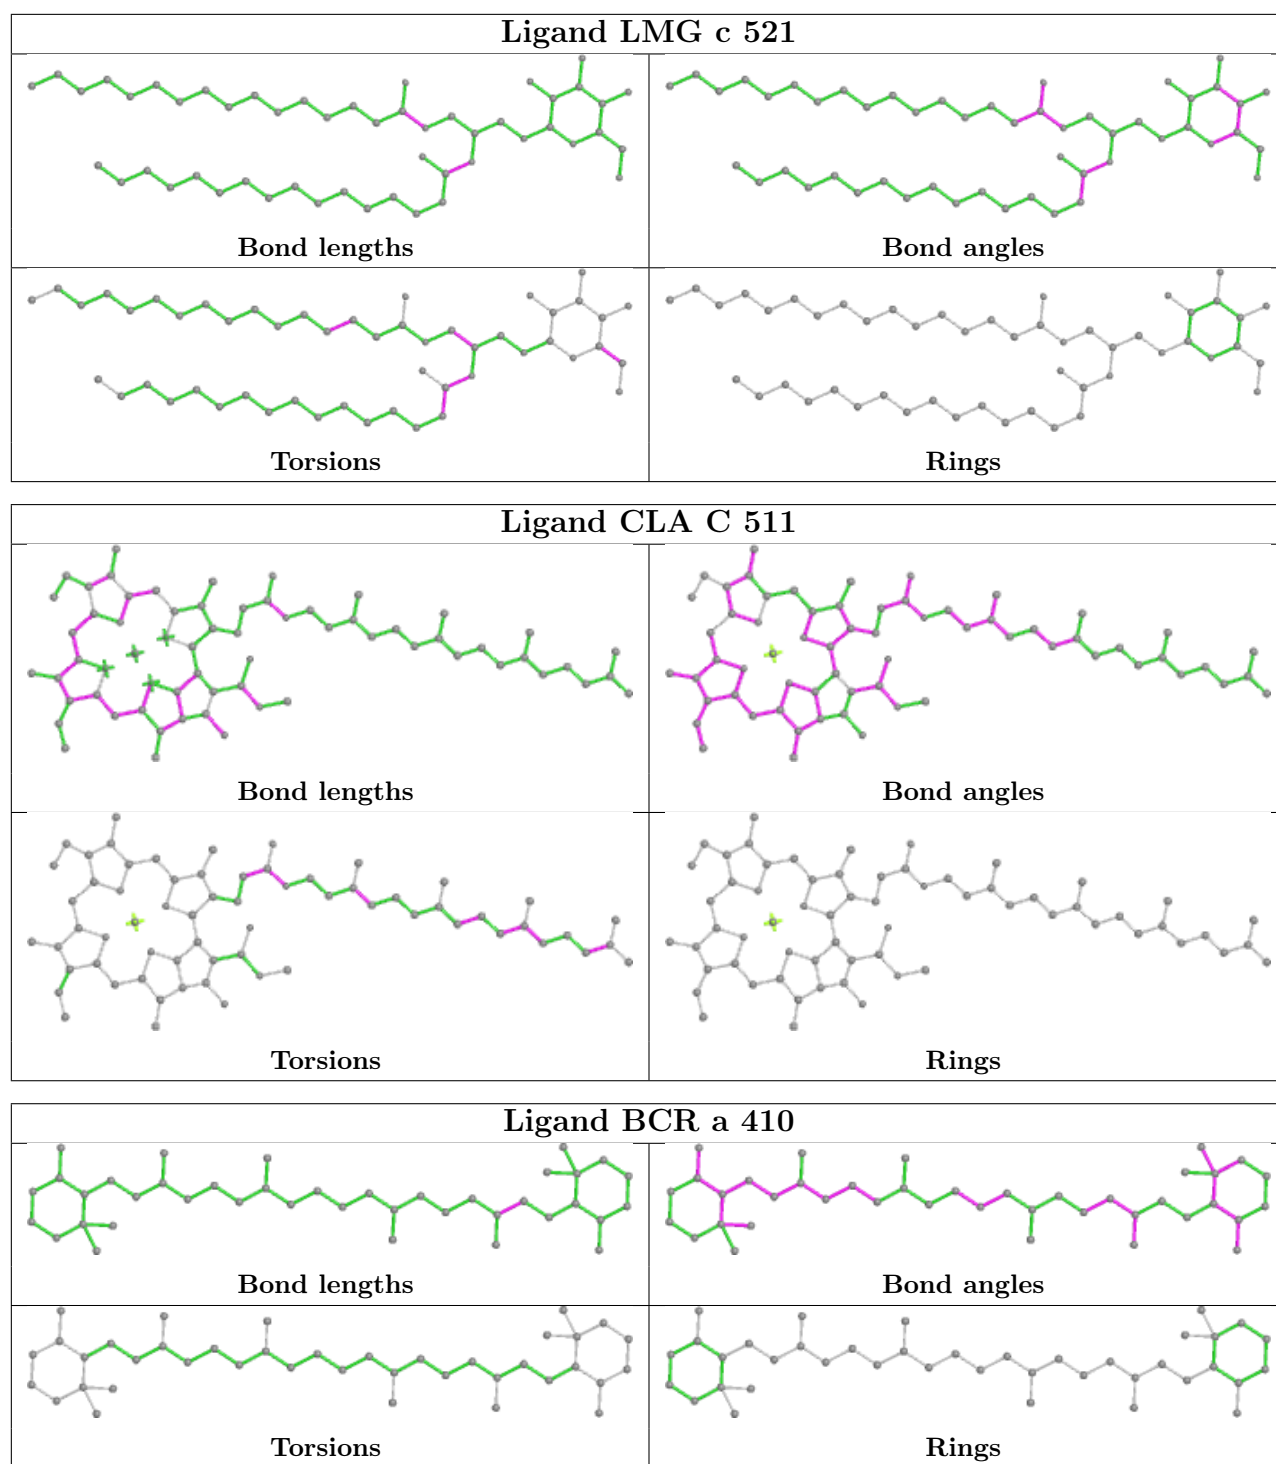 Ligand LMG c 521
Bond lengths
Bond angles
Torsions
Rings
Ligand CLA C 511
Bond lengths
Bond angles
Torsions
Rings
Ligand BCR a 410
Bond lengths
Bond angles
Torsions
Rings